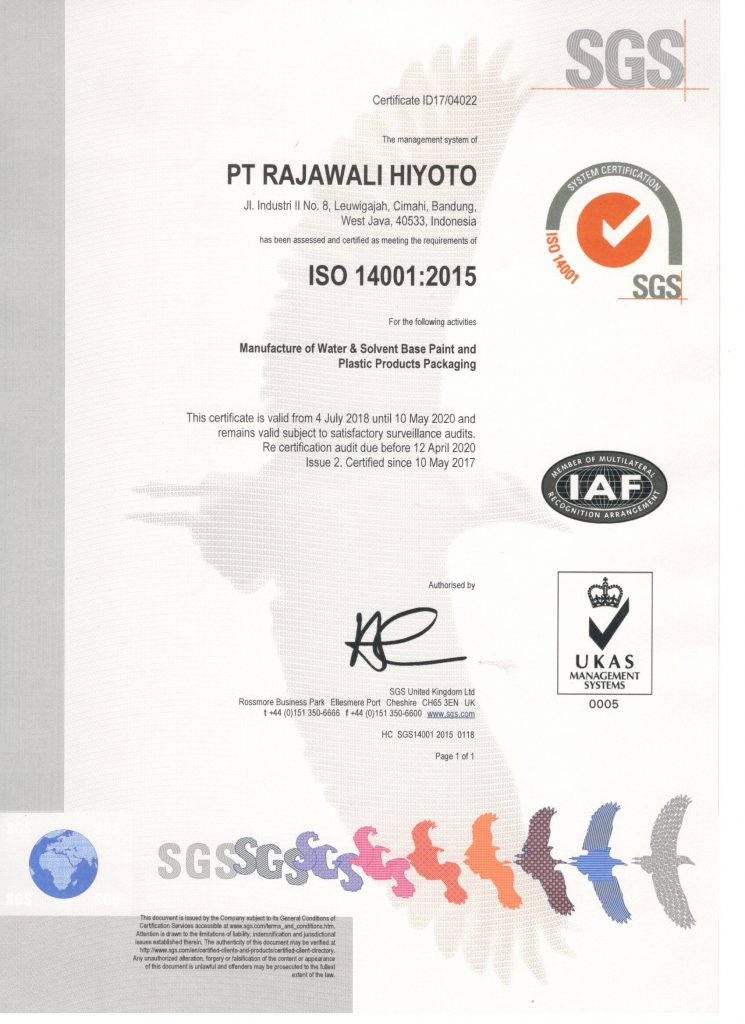 SGS
Certificate ID17/04022
The management system of
PT RAJAWALI HIYOTO
Jl. Industri II No. 8, Leuwigajah, Cimahi, Bandung,
West Java, 40533, Indonesia
has been assessed and certified as meeting the requirements of
ISO 14001:2015
For the following activities
Manufacture of Water & Solvent Base Paint and
Plastic Products Packaging
This certificate is valid from 4 July 2018 until 10 May 2020 and
remains valid subject to satisfactory surveillance audits.
Re certification audit due before 12 April 2020
Issue 2. Certified since 10 May 2017
SYSTEM CERTIFICATION
ISO 14001
SGS
MEMBER OF MULTILATERAL
IAF
RECOGNITION ARRANGEMENT
Authorised by
UKAS
MANAGEMENT
SYSTEMS
0005
SGS United Kingdom Ltd
Rossmore Business Park Ellesmere Port Cheshire CH65 3EN UK
t +44 (0)151 350-6666 f +44 (0)151 350-6600 www.sgs.com
HC SGS14001 2015 0118
Page 1 of 1
SGS SGS
SGS SGS
SGS SGS SGS
This document is issued by the Company subject to its General Conditions of
Certification Services accessible at www.sgs.com/terms_and_conditions.htm.
Attention is drawn to the limitations of liability, indemnification and jurisdictional
issues established therein. The authenticity of this document may be verified at
http://www.sgs.com/en/certified-clients-and-products/certified-client-directory.
Any unauthorized alteration, forgery or falsification of the content or appearance
of this document is unlawful and offenders may be prosecuted to the fullest
extent of the law.